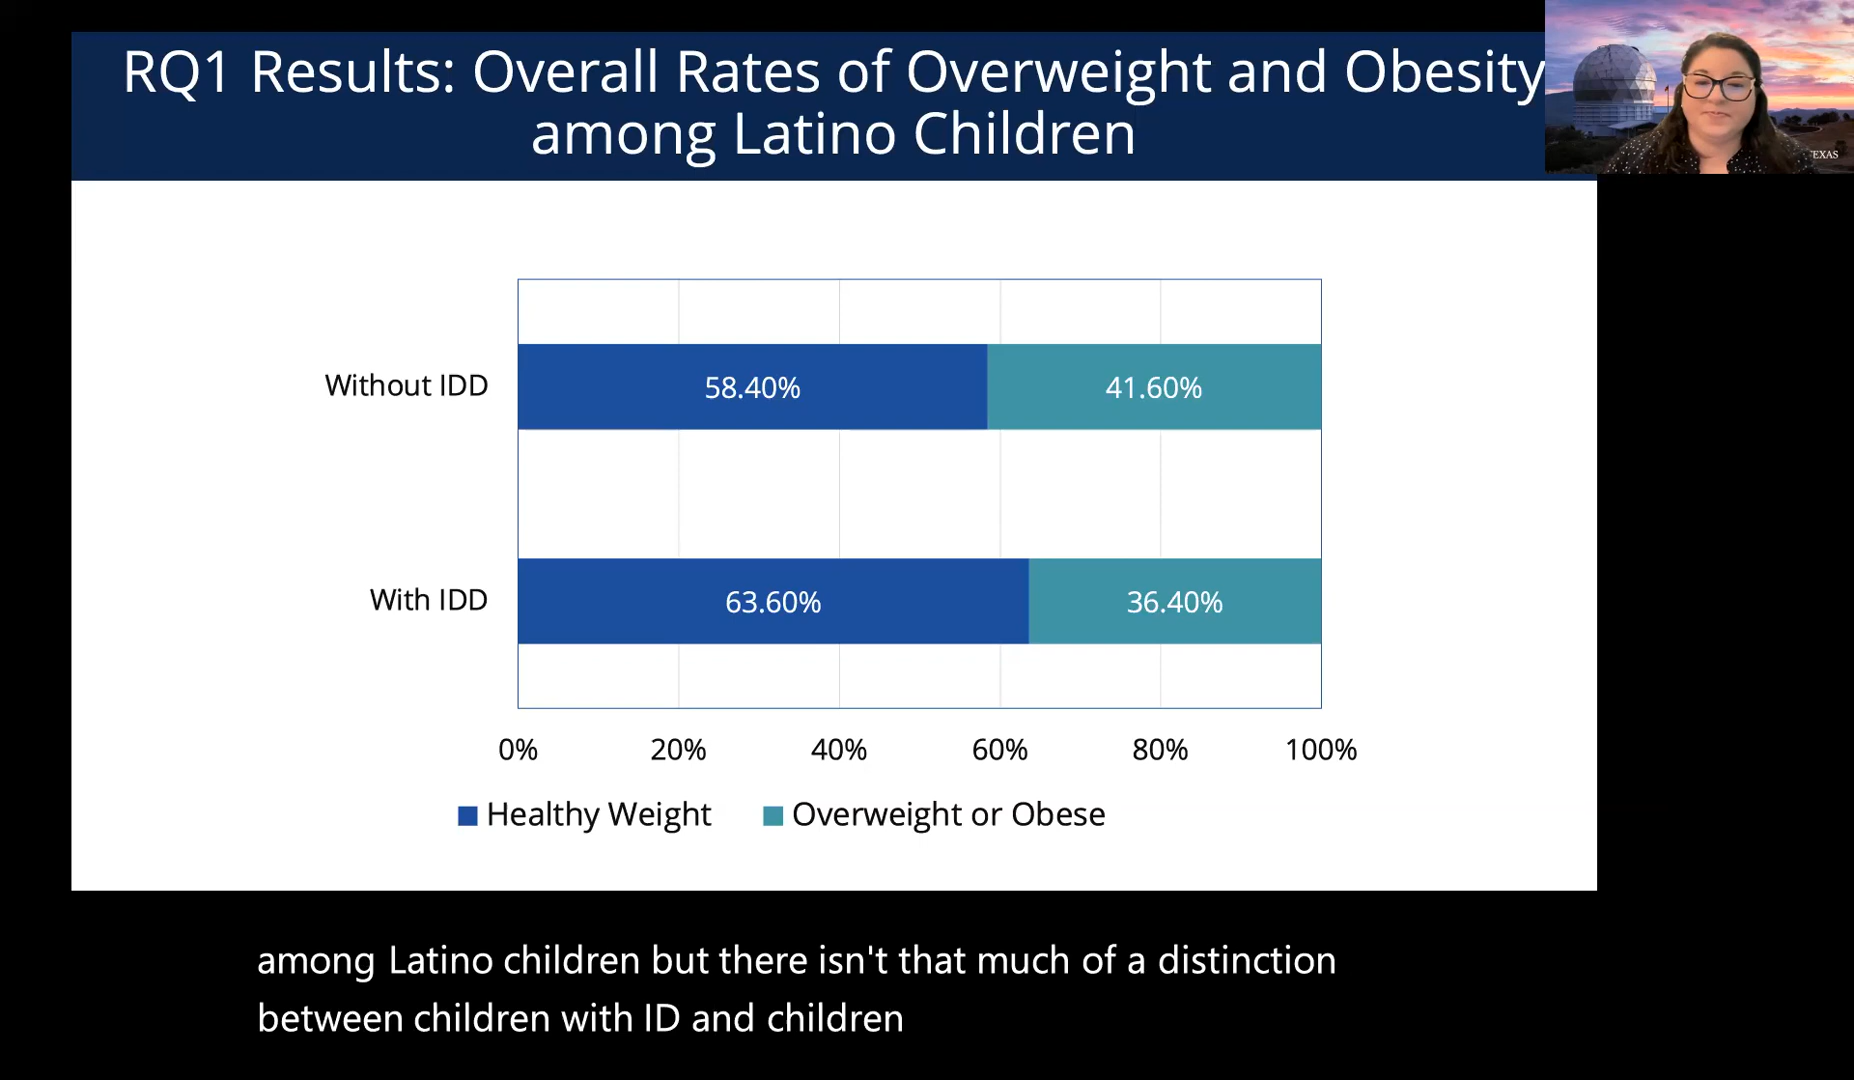 RQ1 Results: Overall Rates of Overweight and Obesity
among Latino Children
EXAS
Without IDD
58.40%
41.60%
With IDD
63.60%
36.40%
0%
20%
40%
60%
80%
100%
Healthy Weight
Overweight or Obese
among Latino children but there isn't that much of a distinction
between children with ID and children